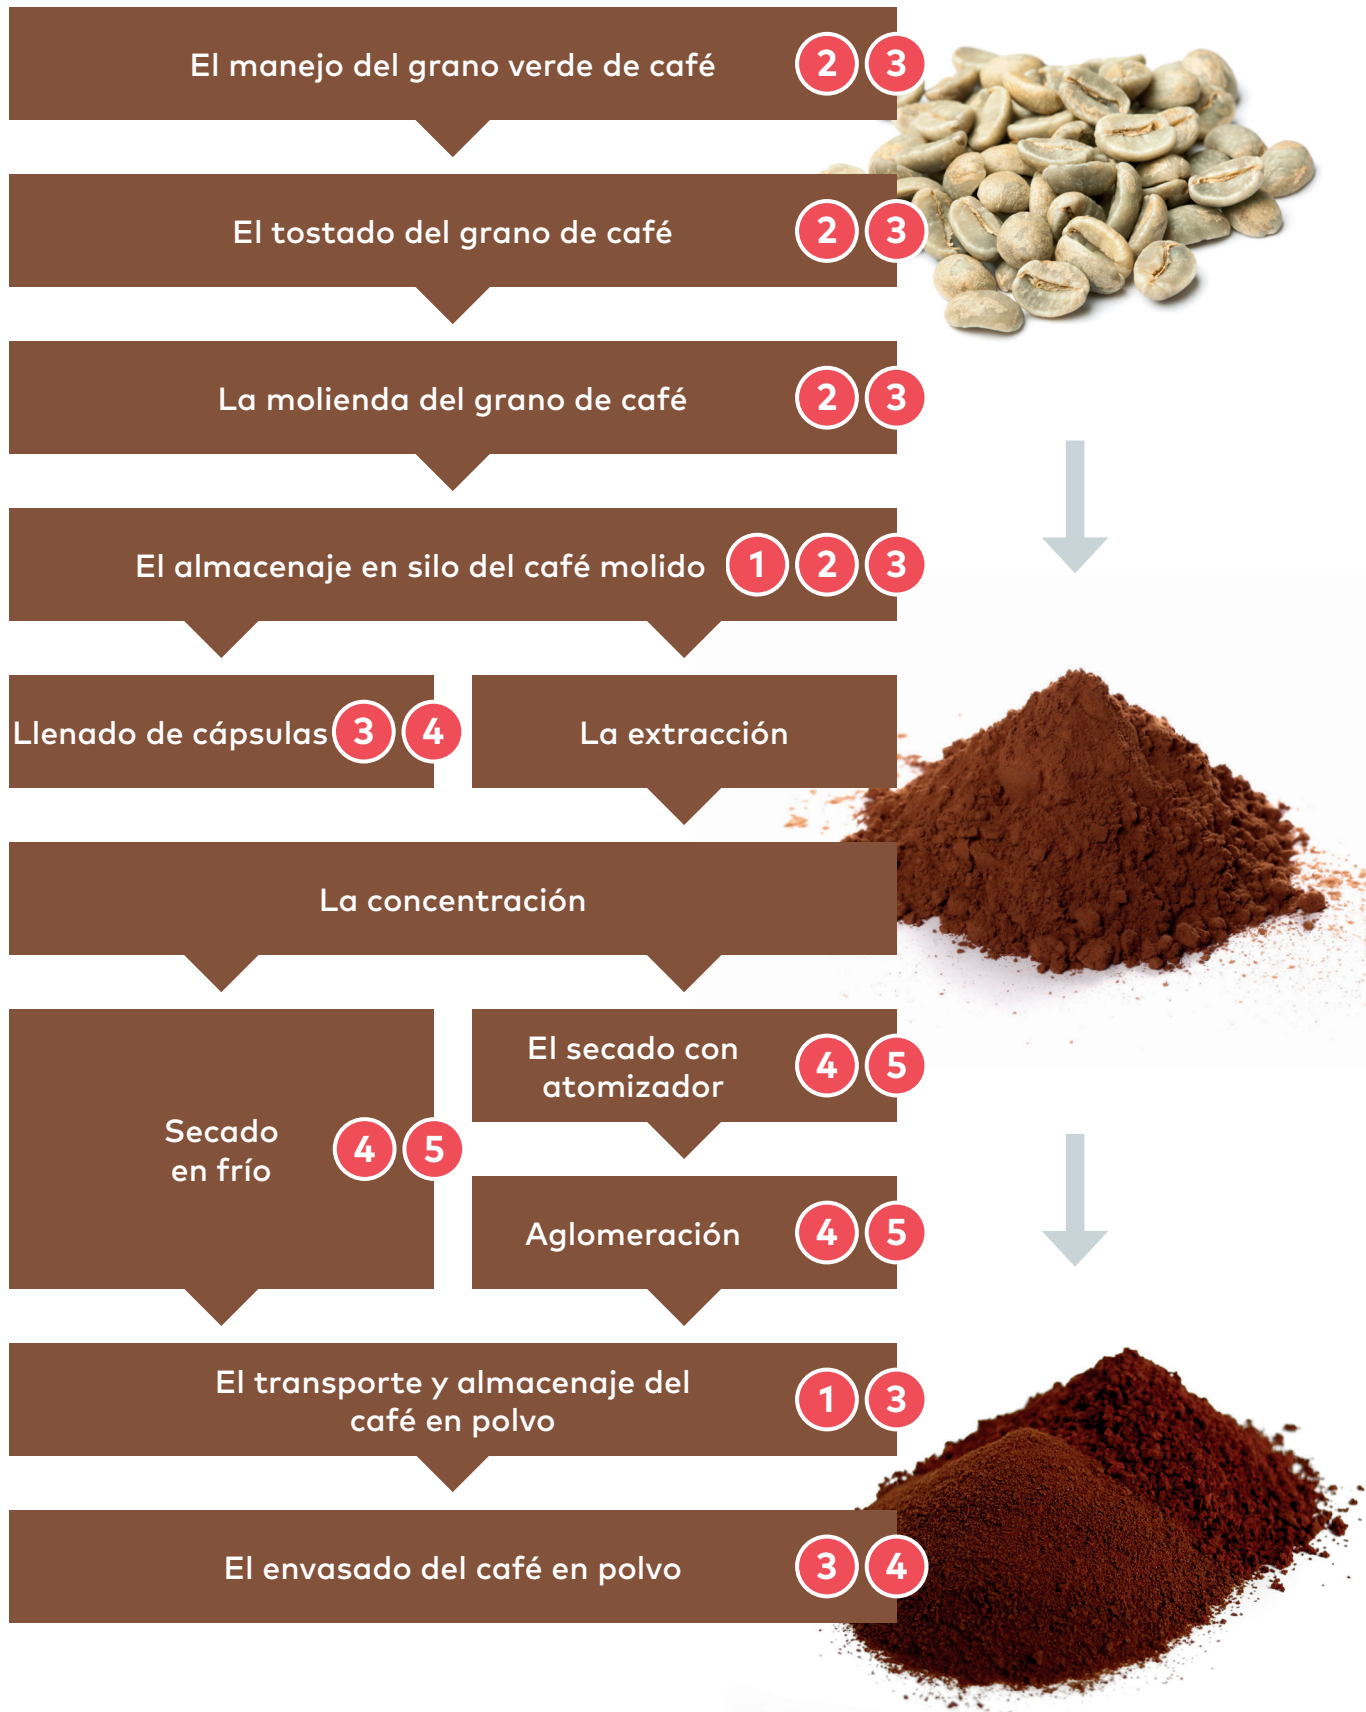 El manejo del grano verde de café 2 3
El tostado del grano de café 2 3
La molienda del grano de café 2 3
El almacenaje en silo del café molido 1 2 3
Llenado de cápsulas 3 4
La extracción
La concentración
Secado
en frío
4 5
El secado con
atomizador
4 5
Aglomeración 4 5
El transporte y almacenaje del
café en polvo
1 3
El envasado del café en polvo 3 4